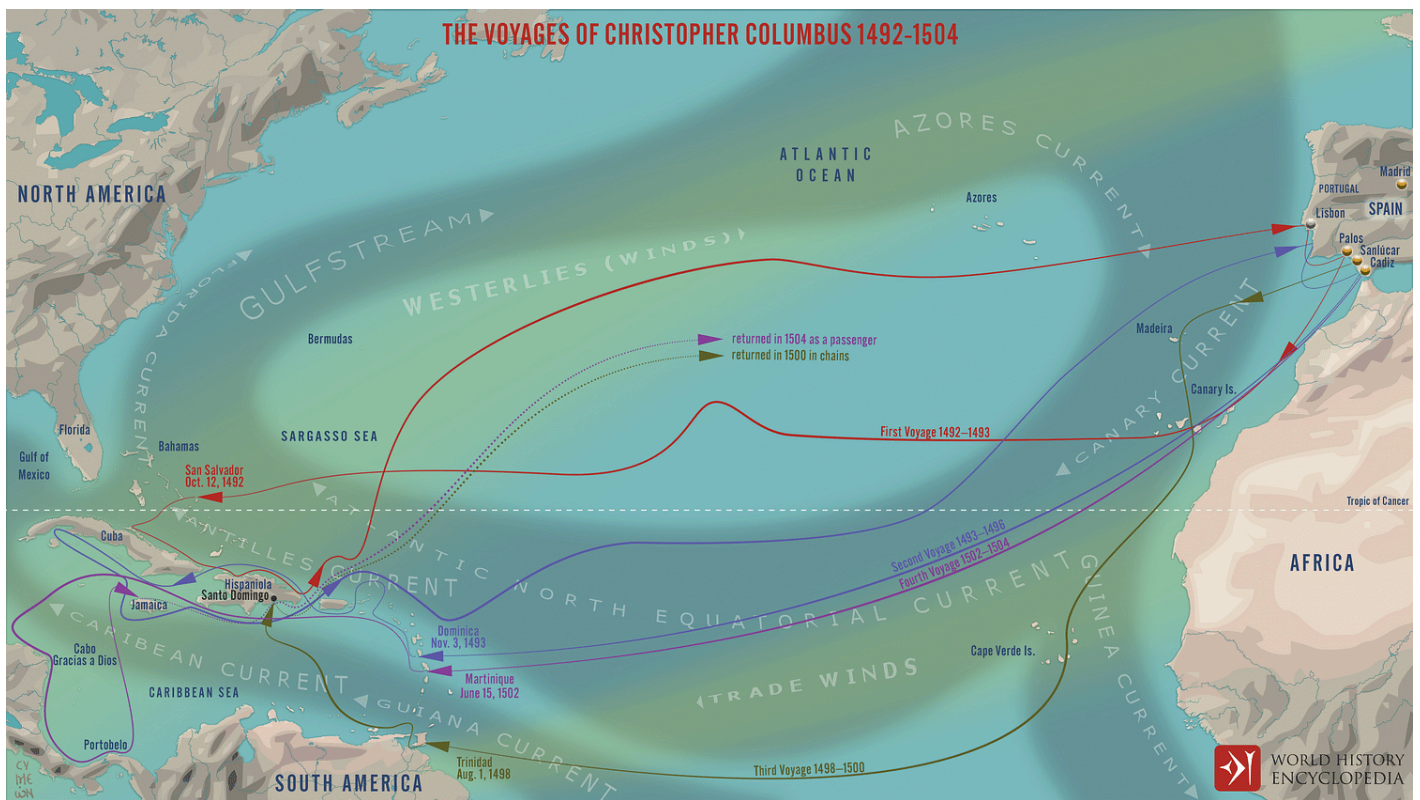 THE VOYAGES OF CHRISTOPHER COLUMBUS 1492-1504
AZORES CURRENT
ATLANTIC
OCEAN
NORTH AMERICA
Madrid
PORTUGAL
SPAIN
Lisbon
Azores
Palos
Sanlúcar
Cadiz
GULFSTREAM
WESTERLIES (WINDS)
FLORIDA CURRENT
Bermudas
Madeira
returned in 1504 as a passenger
returned in 1500 in chains
CANARY CURRENT
Canary Is.
Florida
SARGASSO SEA
First Voyage 1492–1493
Bahamas
Gulf of
Mexico
San Salvador
Oct. 12, 1492
Tropic of Cancer
ANTILLES CURRENT
ATLANTIC NORTH EQUATORIAL CURRENT
Cuba
Second Voyage 1493–1496
Fourth Voyage 1502–1504
AFRICA
Hispaniola
Santo Domingo
Jamaica
GUINEA CURRENT
Dominica
Nov. 3, 1493
CARIBEAN CURRENT
Cabo
Gracias a Dios
Cape Verde Is.
Martinique
June 15, 1502
TRADE WINDS
CARIBBEAN SEA
GUIANA CURRENT
Portobelo
Trinidad
Aug. 1, 1498
Third Voyage 1498–1500
SOUTH AMERICA
CY
ME
ON
WORLD HISTORY
ENCYCLOPEDIA